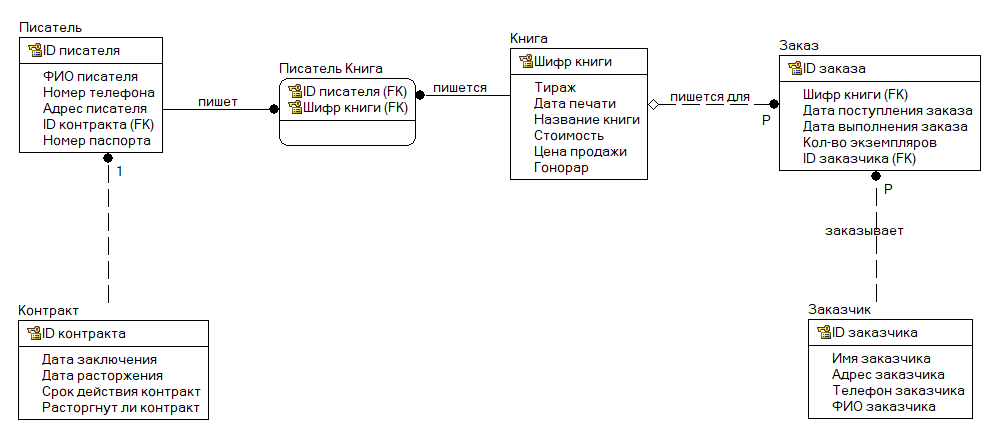 Писатель
ID писателя
ФИО писателя
Номер телефона
Адрес писателя
ID контракта (FK)
Номер паспорта
1
пишет
Писатель Книга
ID писателя (FK)
Шифр книги (FK)
пишется
Книга
Шифр книги
Тираж
Дата печати
Название книги
Стоимость
Цена продажи
Гонорар
пишется для
P
Заказ
ID заказа
Шифр книги (FK)
Дата поступления заказа
Дата выполнения заказа
Кол-во экземпляров
ID заказчика (FK)
P
заказывает
Контракт
ID контракта
Дата заключения
Дата расторжения
Срок действия контракт
Расторгнут ли контракт
Заказчик
ID заказчика
Имя заказчика
Адрес заказчика
Телефон заказчика
ФИО заказчика